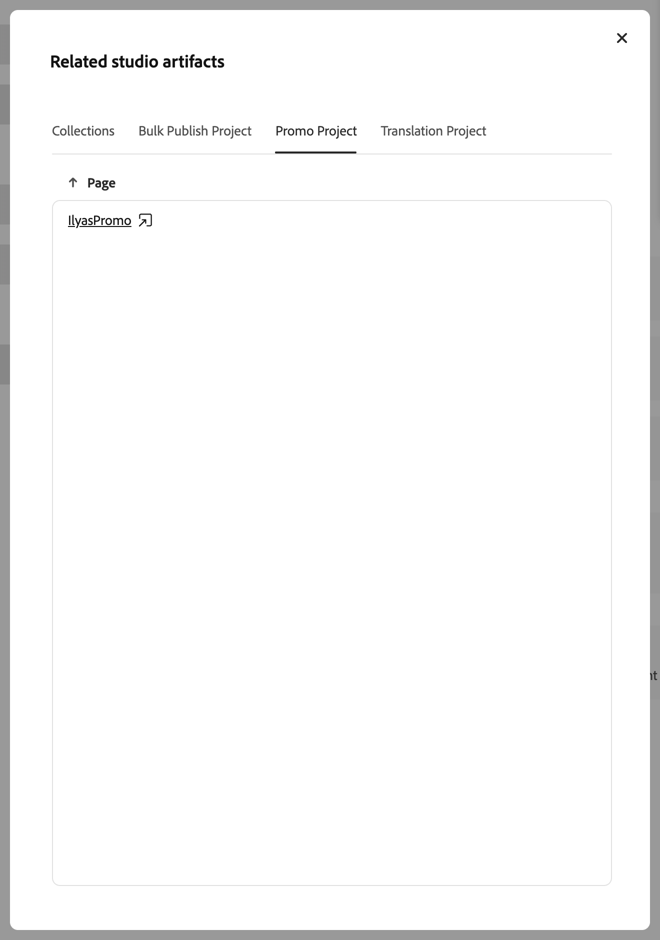 Related studio artifacts
Collections Bulk Publish Project Promo Project Translation Project
Page
IlyasPromo